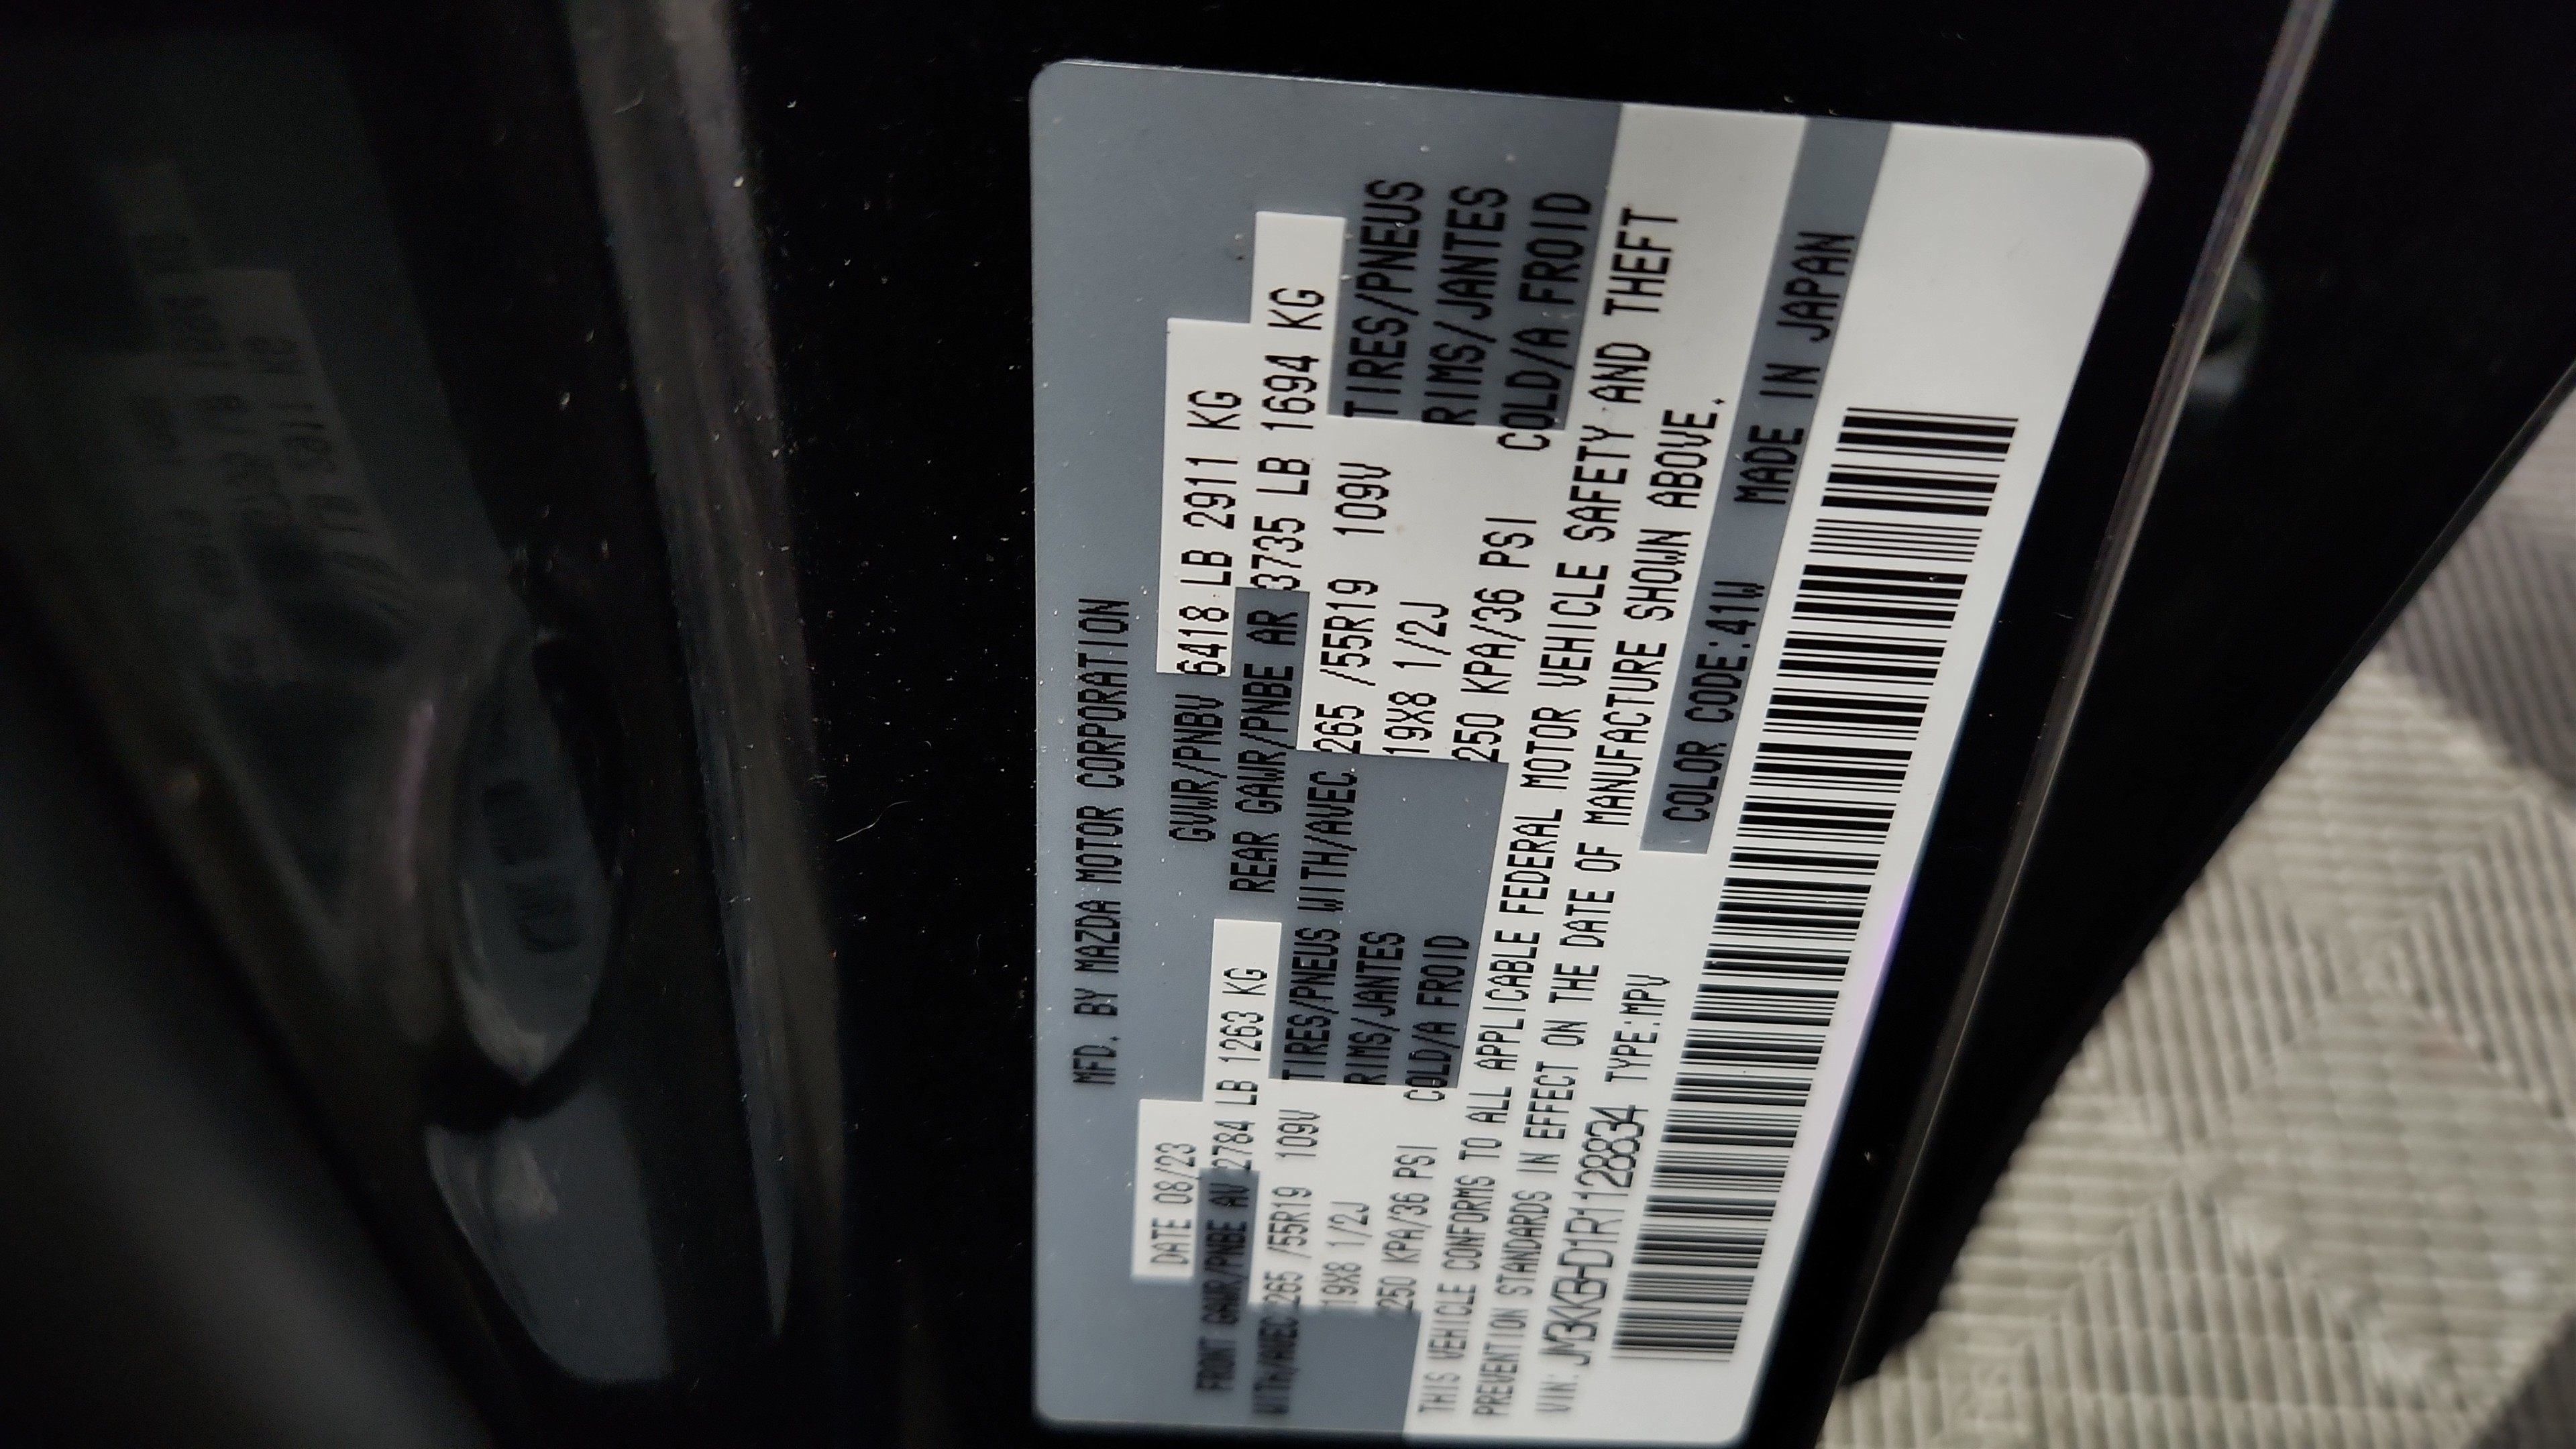 MFD. BY MAZDA MOTOR CORPORATION
DATE 08/23 GVWR/PNBV 6418 LB 2911 KG
FRONT GAWR/PNBE AV 2784 LB 1263 KG REAR GAWR/PNBE AR 3735 LB 1694 KG
WITH/AVEC 265 /55R19 109V TIRES/PNEUS WITH/AVEC 265 /55R19 109V TIRES/PNEUS
19X8 1/2J RIMS/JANTES 19X8 1/2J RIMS/JANTES
250 KPA/36 PSI COLD/A FROID 250 KPA/36 PSI COLD/A FROID
THIS VEHICLE CONFORMS TO ALL APPLICABLE FEDERAL MOTOR VEHICLE SAFETY AND THEFT
PREVENTION STANDARDS IN EFFECT ON THE DATE OF MANUFACTURE SHOWN ABOVE.
VIN: JM3KKBHD1R1128834 TYPE:MPV COLOR CODE:41W MADE IN JAPAN